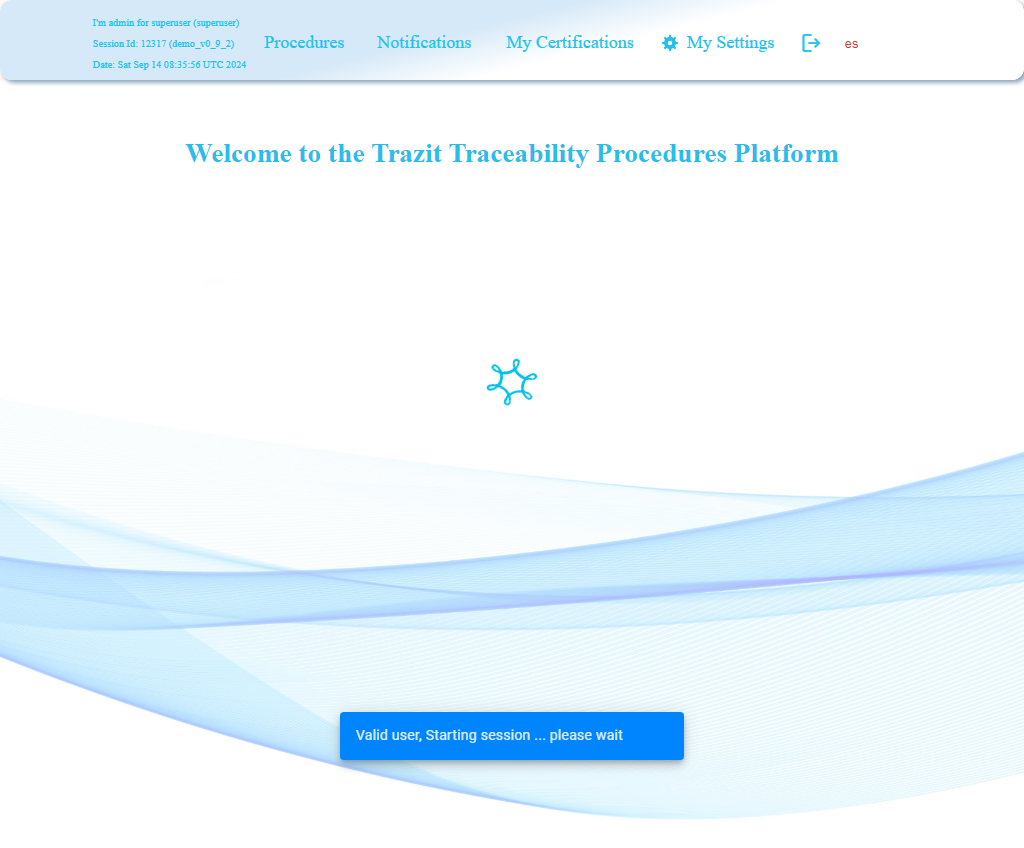 I'm admin for superuser (superuser)
Session Id: 12317 (demo_v0_9_2)
Date: Sat Sep 14 08:35:56 UTC 2024
Procedures
Notifications
My Certifications
My Settings
es
Welcome to the Trazit Traceability Procedures Platform
Valid user, Starting session ... please wait